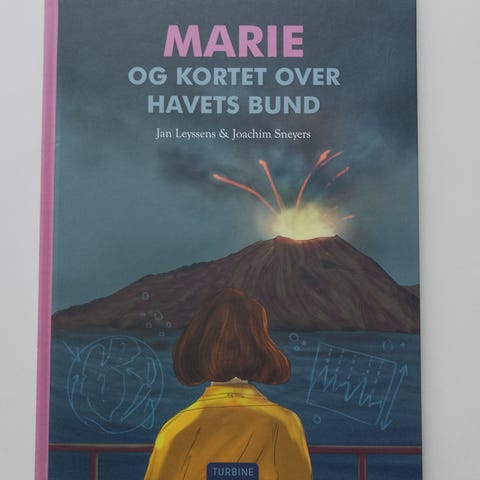 MARIE
OG KORTET OVER
HAVETS BUND
Jan Leyssens & Joachim Sneyers
TURBINE